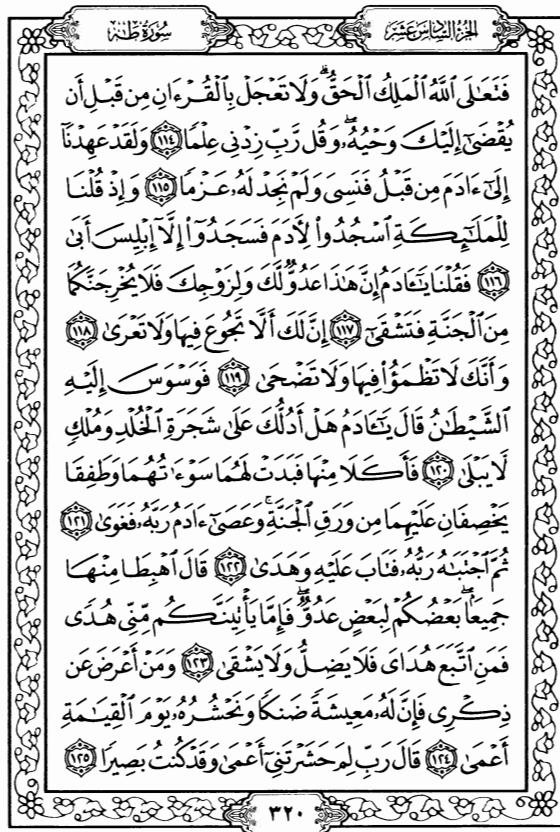 الجزء السادس عشر
سورة طه
فَتَعَٰلَى ٱللَّهُ ٱلْمَلِكُ ٱلْحَقُّ ۗ وَلَا تَعْجَلْ بِٱلْقُرْءَانِ مِن قَبْلِ أَن
يُقْضَىٰٓ إِلَيْكَ وَحْيُهُۥ ۖ وَقُل رَّبِّ زِدْنِى عِلْمًا ١١٤ وَلَقَدْ عَهِدْنَآ
إِلَىٰٓ ءَادَمَ مِن قَبْلُ فَنَسِىَ وَلَمْ نَجِدْ لَهُۥ عَزْمًا ١١٥ وَإِذْ قُلْنَا
لِلْمَلَٰٓئِكَةِ ٱسْجُدُوا۟ لِءَادَمَ فَسَجَدُوٓا۟ إِلَّآ إِبْلِيسَ أَبَىٰ
١١٦ فَقُلْنَا يَٰٓـَٔادَمُ إِنَّ هَٰذَا عَدُوٌّ لَّكَ وَلِزَوْجِكَ فَلَا يُخْرِجَنَّكُمَا
مِنَ ٱلْجَنَّةِ فَتَشْقَىٰٓ ١١٧ إِنَّ لَكَ أَلَّا تَجُوعَ فِيهَا وَلَا تَعْرَىٰ ١١٨
وَأَنَّكَ لَا تَظْمَؤُا۟ فِيهَا وَلَا تَضْحَىٰ ١١٩ فَوَسْوَسَ إِلَيْهِ
ٱلشَّيْطَٰنُ قَالَ يَٰٓـَٔادَمُ هَلْ أَدُلُّكَ عَلَىٰ شَجَرَةِ ٱلْخُلْدِ وَمُلْكٍ
لَّا يَبْلَىٰ ١٢٠ فَأَكَلَا مِنْهَا فَبَدَتْ لَهُمَا سَوْءَٰتُهُمَا وَطَفِقَا
يَخْصِفَانِ عَلَيْهِمَا مِن وَرَقِ ٱلْجَنَّةِ ۚ وَعَصَىٰٓ ءَادَمُ رَبَّهُۥ فَغَوَىٰ ١٢١
ثُمَّ ٱجْتَبَٰهُ رَبُّهُۥ فَتَابَ عَلَيْهِ وَهَدَىٰ ١٢٢ قَالَ ٱهْبِطَا مِنْهَا
جَمِيعًۢا ۖ بَعْضُكُمْ لِبَعْضٍ عَدُوٌّ ۖ فَإِمَّا يَأْتِيَنَّكُم مِّنِّى هُدًى
فَمَنِ ٱتَّبَعَ هُدَاىَ فَلَا يَضِلُّ وَلَا يَشْقَىٰ ١٢٣ وَمَنْ أَعْرَضَ عَن
ذِكْرِى فَإِنَّ لَهُۥ مَعِيشَةً ضَنكًا وَنَحْشُرُهُۥ يَوْمَ ٱلْقِيَٰمَةِ
أَعْمَىٰ ١٢٤ قَالَ رَبِّ لِمَ حَشَرْتَنِىٓ أَعْمَىٰ وَقَدْ كُنتُ بَصِيرًا ١٢٥
٣٢٠